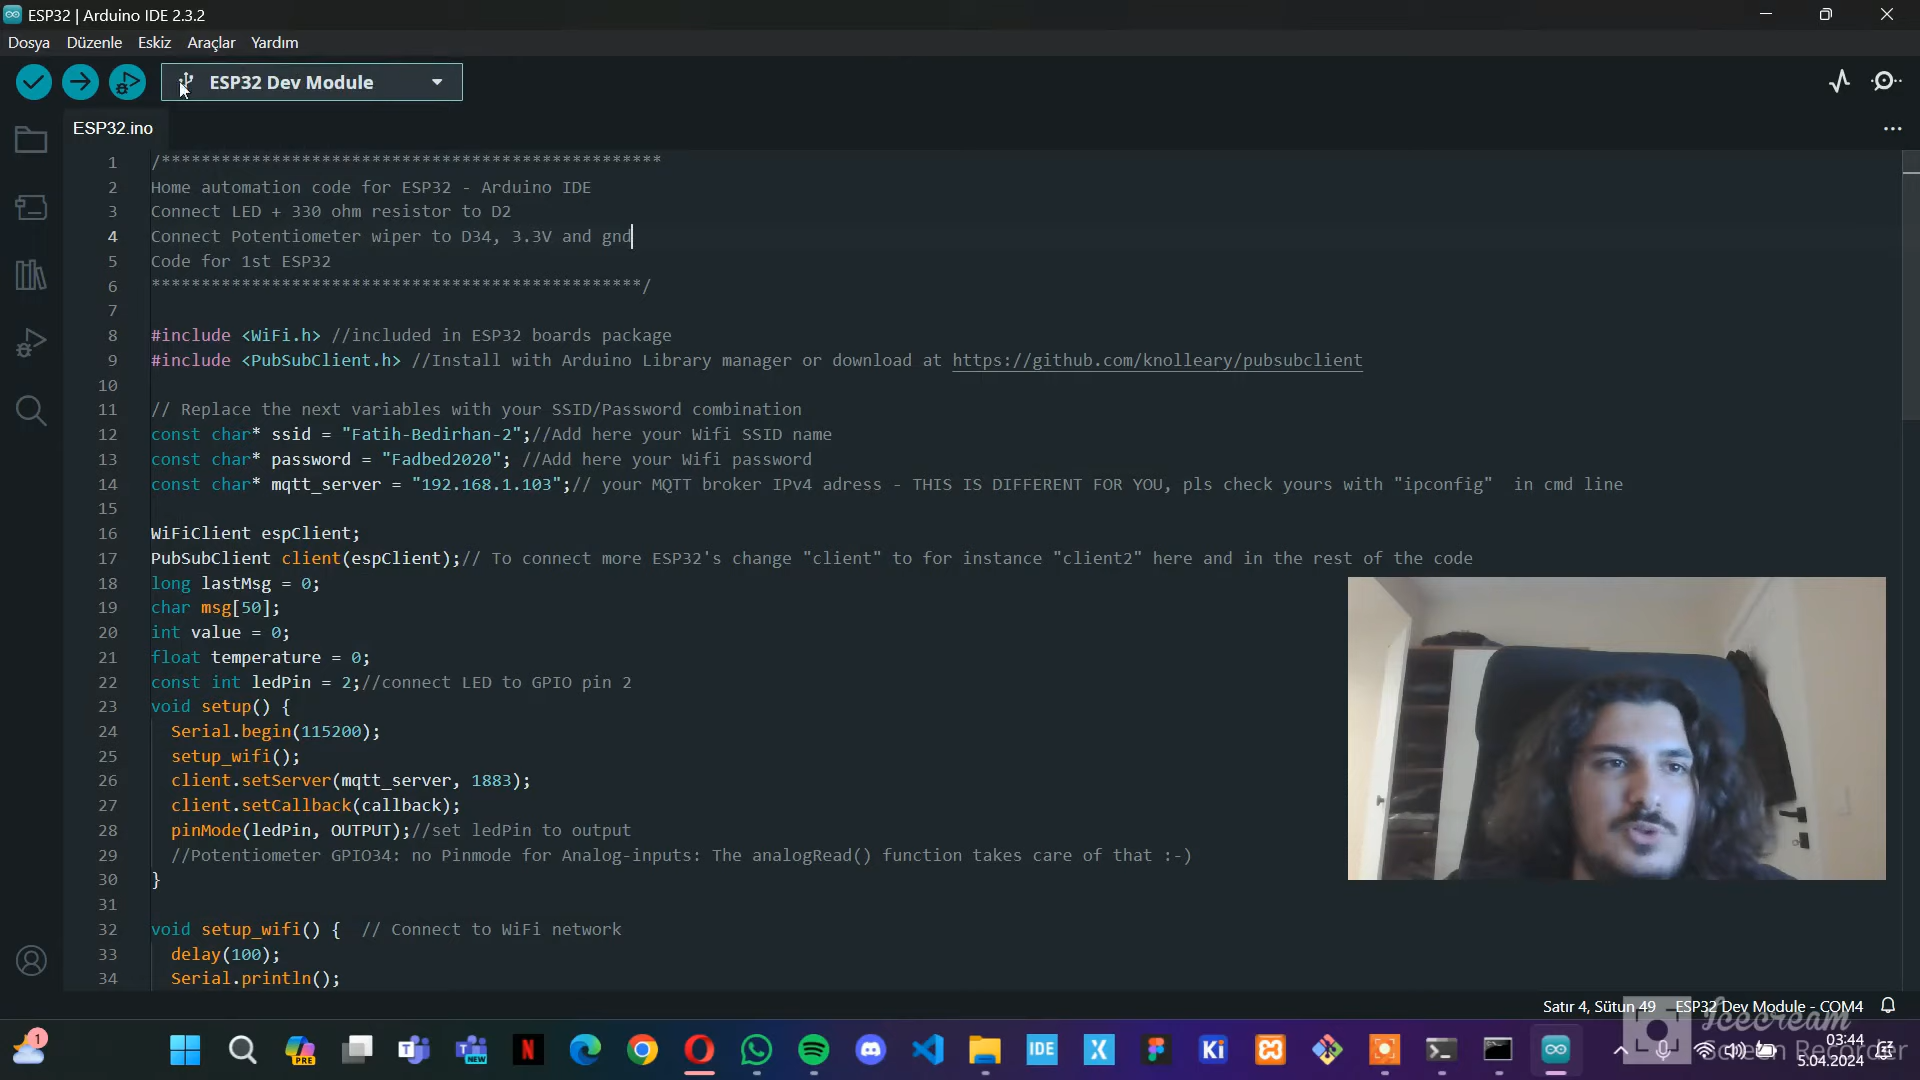 ESP32 | Arduino IDE 2.3.2
Dosya Düzenle Eskiz Araçlar Yardım
ESP32 Dev Module
ESP32.ino
1 /**************************************************
2 Home automation code for ESP32 - Arduino IDE
3 Connect LED + 330 ohm resistor to D2
4 Connect Potentiometer wiper to D34, 3.3V and gnd
5 Code for 1st ESP32
6 *************************************************/
7
8 #include <WiFi.h> //included in ESP32 boards package
9 #include <PubSubClient.h> //Install with Arduino Library manager or download at https://github.com/knolleary/pubsubclient
10
11 // Replace the next variables with your SSID/Password combination
12 const char* ssid = "Fatih-Bedirhan-2";//Add here your Wifi SSID name
13 const char* password = "Fadbed2020"; //Add here your Wifi password
14 const char* mqtt_server = "192.168.1.103";// your MQTT broker IPv4 adress - THIS IS DIFFERENT FOR YOU, pls check yours with "ipconfig"  in cmd line
15
16 WiFiClient espClient;
17 PubSubClient client(espClient);// To connect more ESP32's change "client" to for instance "client2" here and in the rest of the code
18 long lastMsg = 0;
19 char msg[50];
20 int value = 0;
21 float temperature = 0;
22 const int ledPin = 2;//connect LED to GPIO pin 2
23 void setup() {
24 Serial.begin(115200);
25 setup_wifi();
26 client.setServer(mqtt_server, 1883);
27 client.setCallback(callback);
28 pinMode(ledPin, OUTPUT);//set ledPin to output
29 //Potentiometer GPIO34: no Pinmode for Analog-inputs: The analogRead() function takes care of that :-)
30 }
31
32 void setup_wifi() {  // Connect to WiFi network
33 delay(100);
34 Serial.println();
Satır 4, Sütun 49 ESP32 Dev Module - COM4
Icecream
Screen Recorder
1
PRE
T
T NEW
N
IDE
X
Ki
03:44
5.04.2024